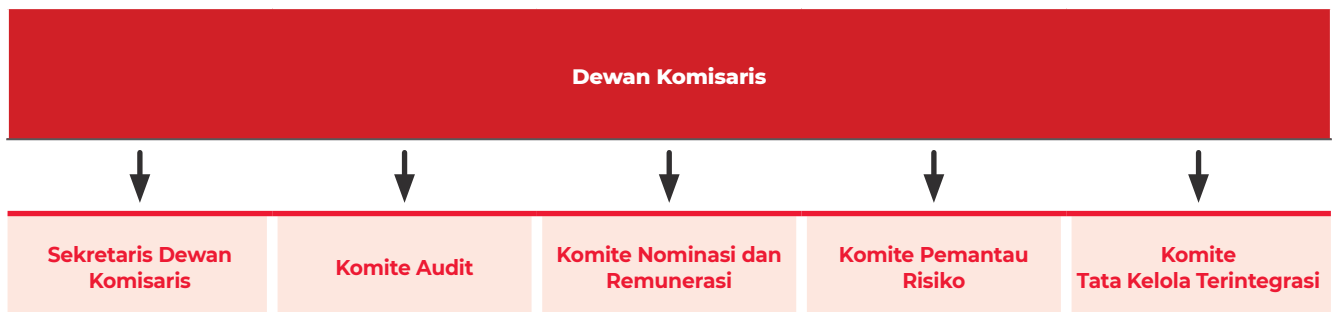 Dewan Komisaris
Sekretaris Dewan
Komisaris
Komite Audit
Komite Nominasi dan
Remunerasi
Komite Pemantau
Risiko
Komite
Tata Kelola Terintegrasi